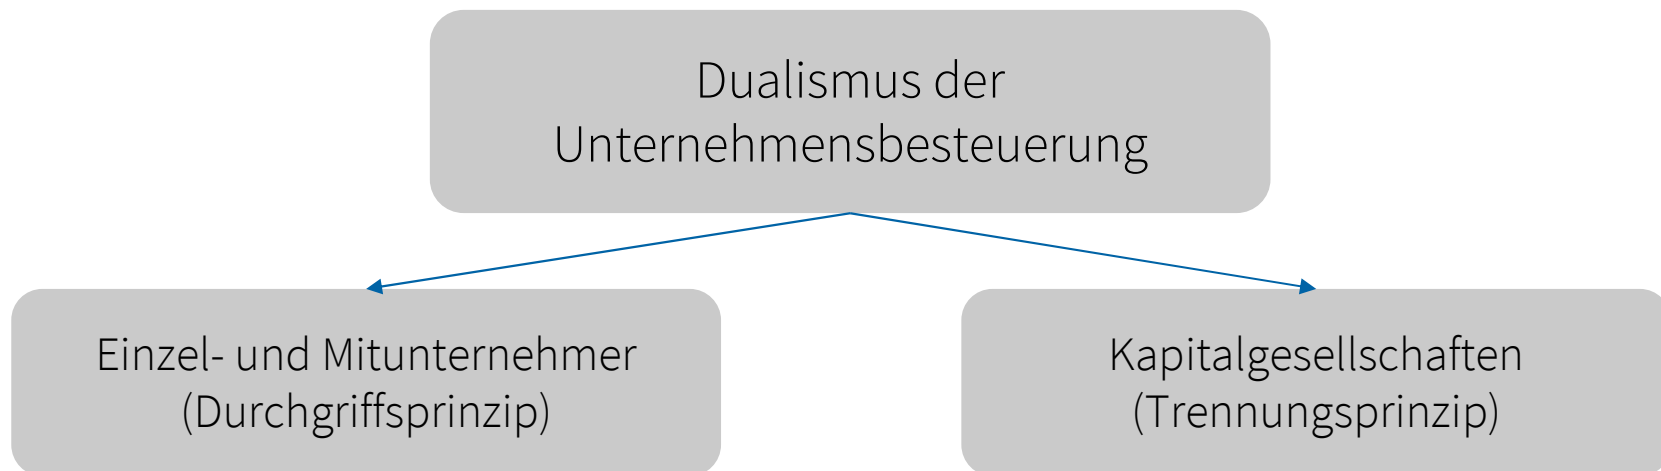 Dualismus der
Unternehmensbesteuerung
Einzel- und Mitunternehmer
(Durchgriffsprinzip)
Kapitalgesellschaften
(Trennungsprinzip)